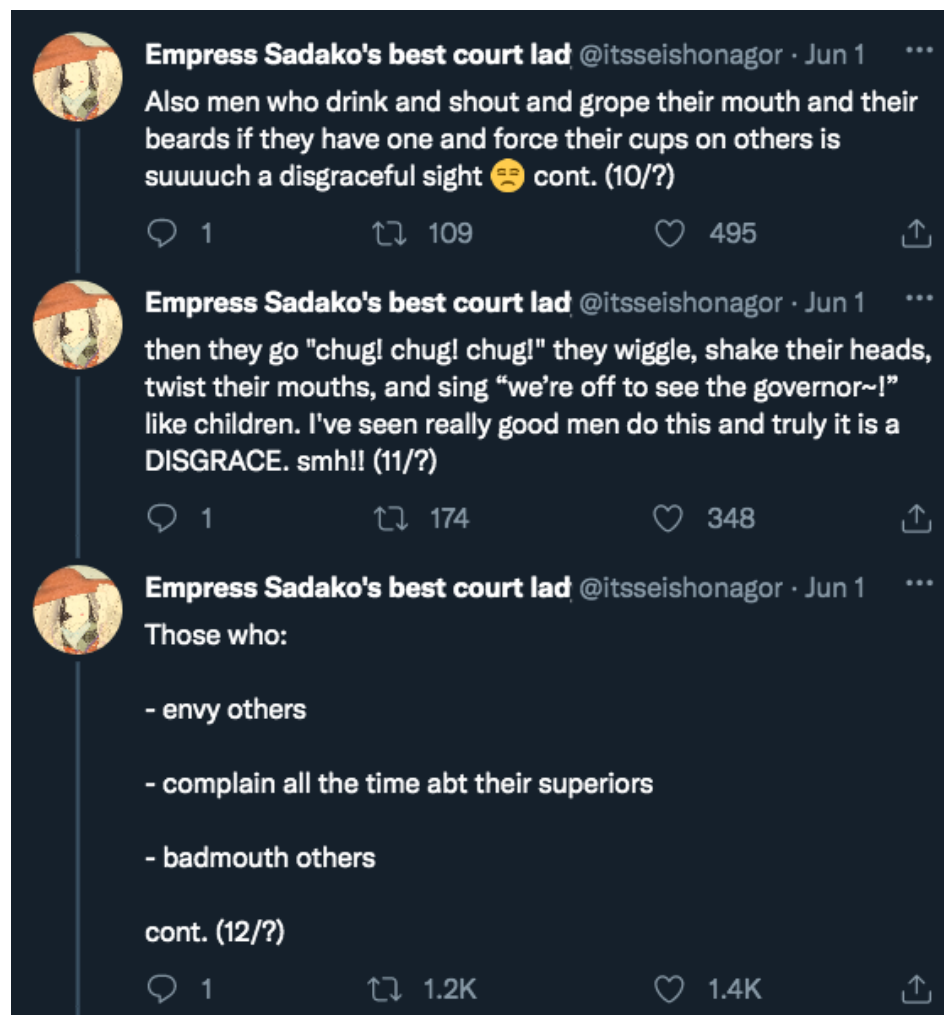 Empress Sadako's best court lad @itsseishonagor · Jun 1 ···
Also men who drink and shout and grope their mouth and their
beards if they have one and force their cups on others is
suuuuch a disgraceful sight 😒 cont. (10/?)
1 109 495
Empress Sadako's best court lad @itsseishonagor · Jun 1 ···
then they go "chug! chug! chug!" they wiggle, shake their heads,
twist their mouths, and sing “we’re off to see the governor~!”
like children. I've seen really good men do this and truly it is a
DISGRACE. smh!! (11/?)
1 174 348
Empress Sadako's best court lad @itsseishonagor · Jun 1 ···
Those who:
- envy others
- complain all the time abt their superiors
- badmouth others
cont. (12/?)
1 1.2K 1.4K